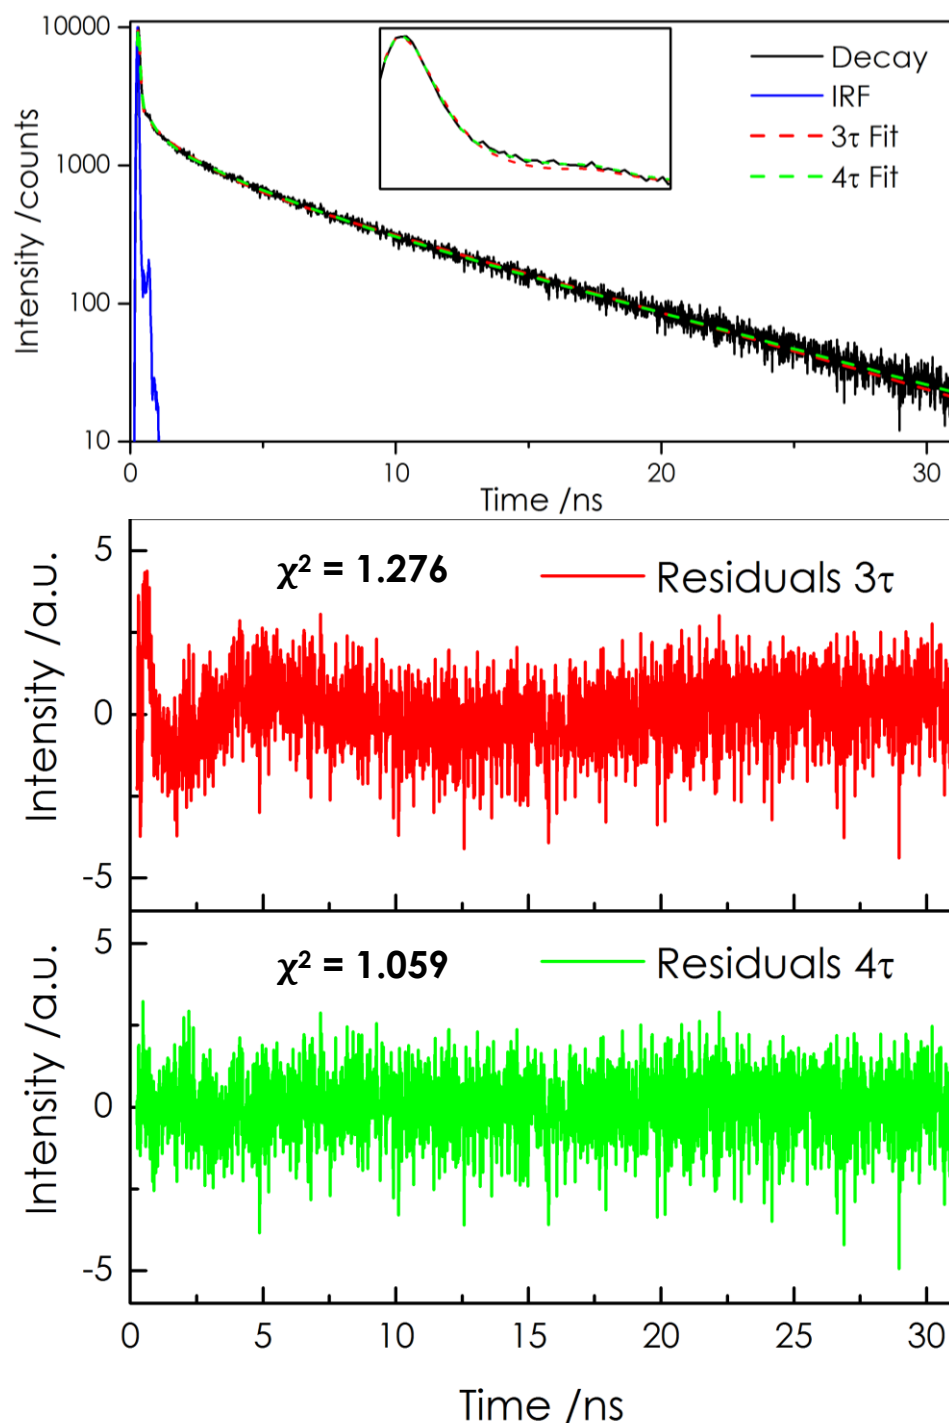 10000
1000
100
10
Intensity /counts
Decay
IRF
3τ Fit
4τ Fit
0
10
20
30
Time /ns
5
0
-5
Intensity /a.u.
χ² = 1.276
Residuals 3τ
5
0
-5
Intensity /a.u.
χ² = 1.059
Residuals 4τ
0
5
10
15
20
25
30
Time /ns